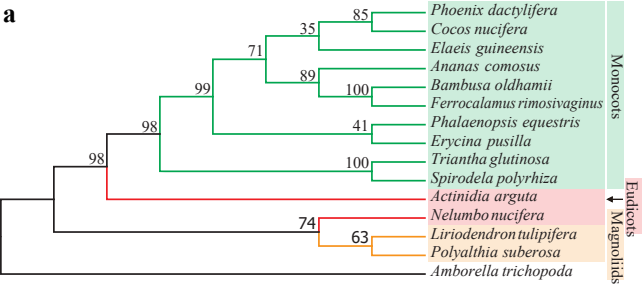 a
85
Phoenix dactylifera
Cocos nucifera
35
Elaeis guineensis
71
Ananas comosus
89
Bambusa oldhamii
100
Ferrocalamus rimosivaginus
99
Phalaenopsis equestris
41
Erycina pusilla
98
Triantha glutinosa
100
Spirodela polyrhiza
98
Actinidia arguta
Nelumbo nucifera
74
Liriodendron tulipifera
63
Polyalthia suberosa
Amborella trichopoda
Monocots
Eudicots
Magnoliids